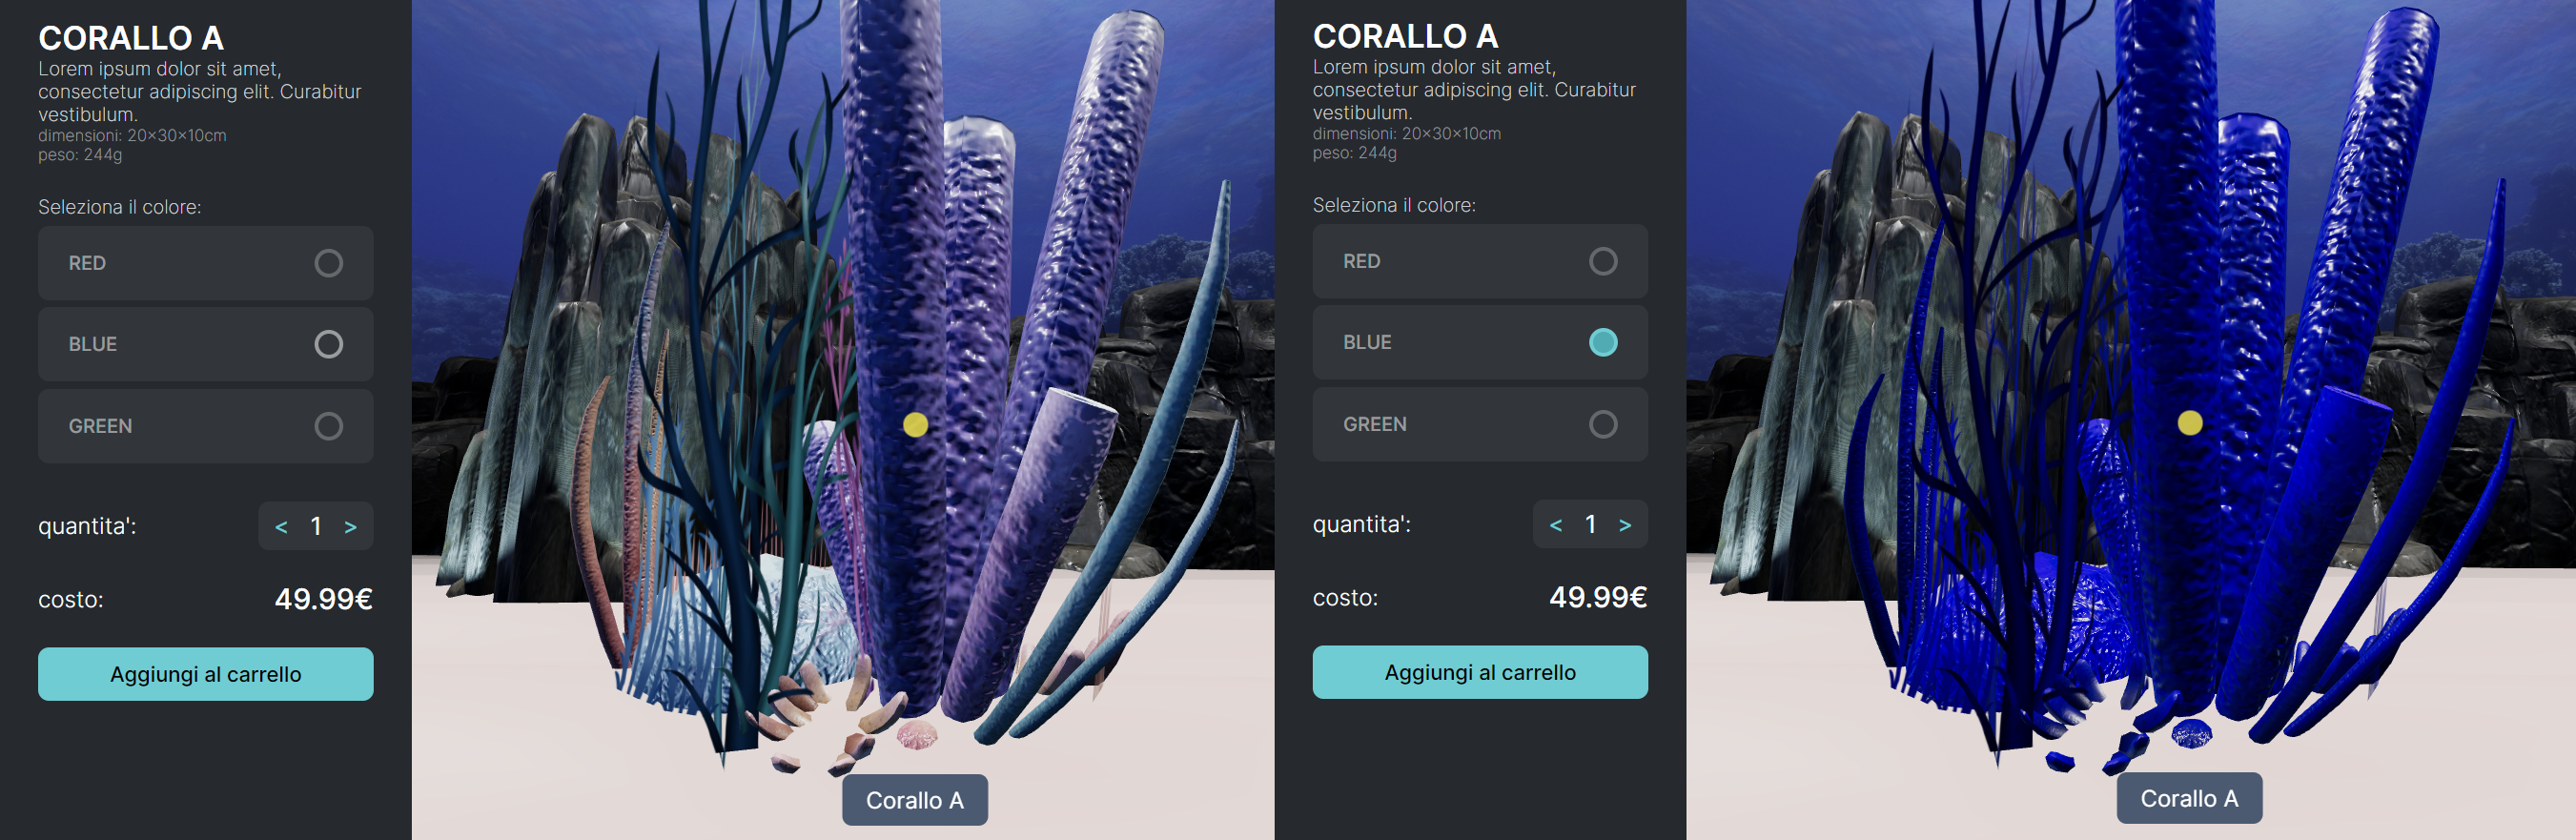 CORALLO A
Lorem ipsum dolor sit amet,
consectetur adipiscing elit. Curabitur
vestibulum.
dimensioni: 20×30×10cm
peso: 244g
Seleziona il colore:
RED
BLUE
GREEN
quantita': < 1 >
costo: 49.99€
Aggiungi al carrello
Corallo A
CORALLO A
Lorem ipsum dolor sit amet,
consectetur adipiscing elit. Curabitur
vestibulum.
dimensioni: 20×30×10cm
peso: 244g
Seleziona il colore:
RED
BLUE
GREEN
quantita': < 1 >
costo: 49.99€
Aggiungi al carrello
Corallo A